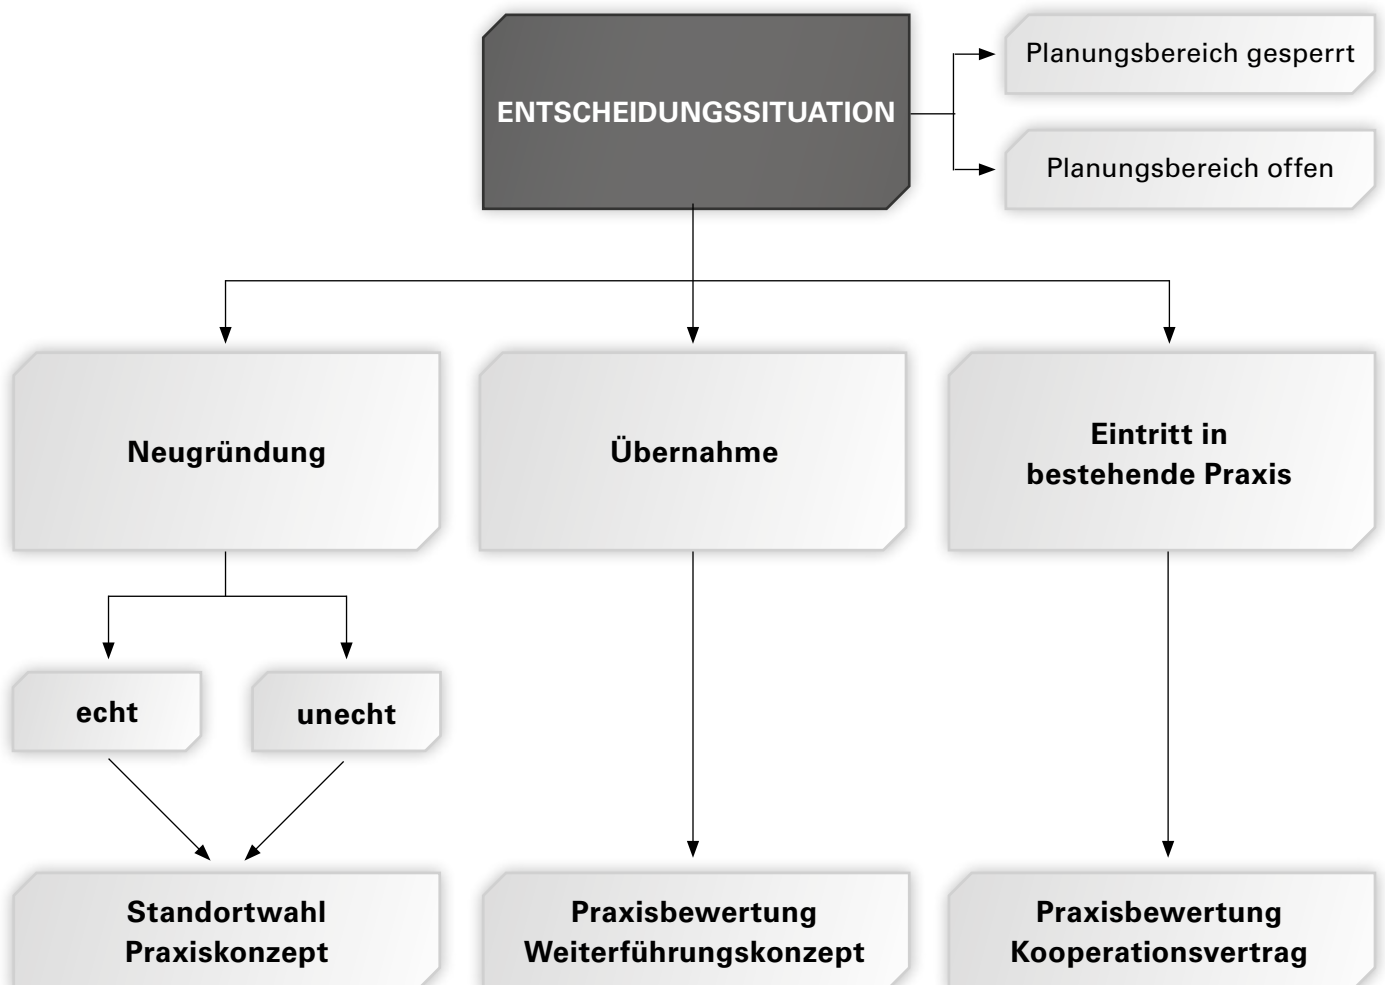 ENTSCHEIDUNGSSITUATION
Planungsbereich gesperrt
Planungsbereich offen
Neugründung
Übernahme
Eintritt in
bestehende Praxis
echt
unecht
Standortwahl
Praxiskonzept
Praxisbewertung
Weiterführungskonzept
Praxisbewertung
Kooperationsvertrag